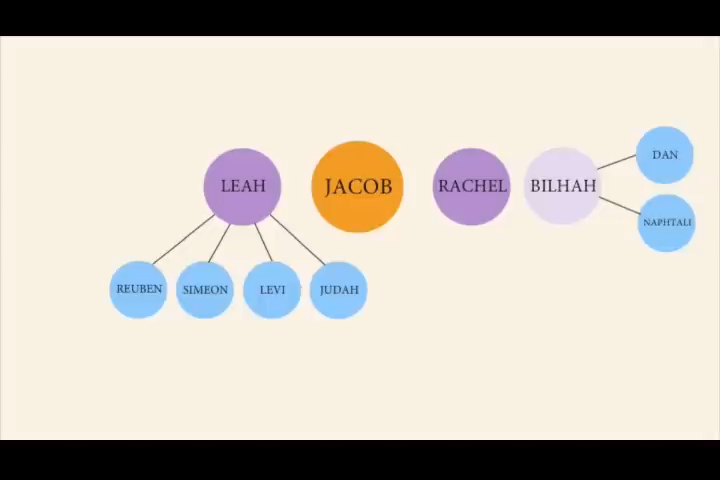 LEAH
JACOB
RACHEL
BILHAH
DAN
NAPHTALI
REUBEN
SIMEON
LEVI
JUDAH